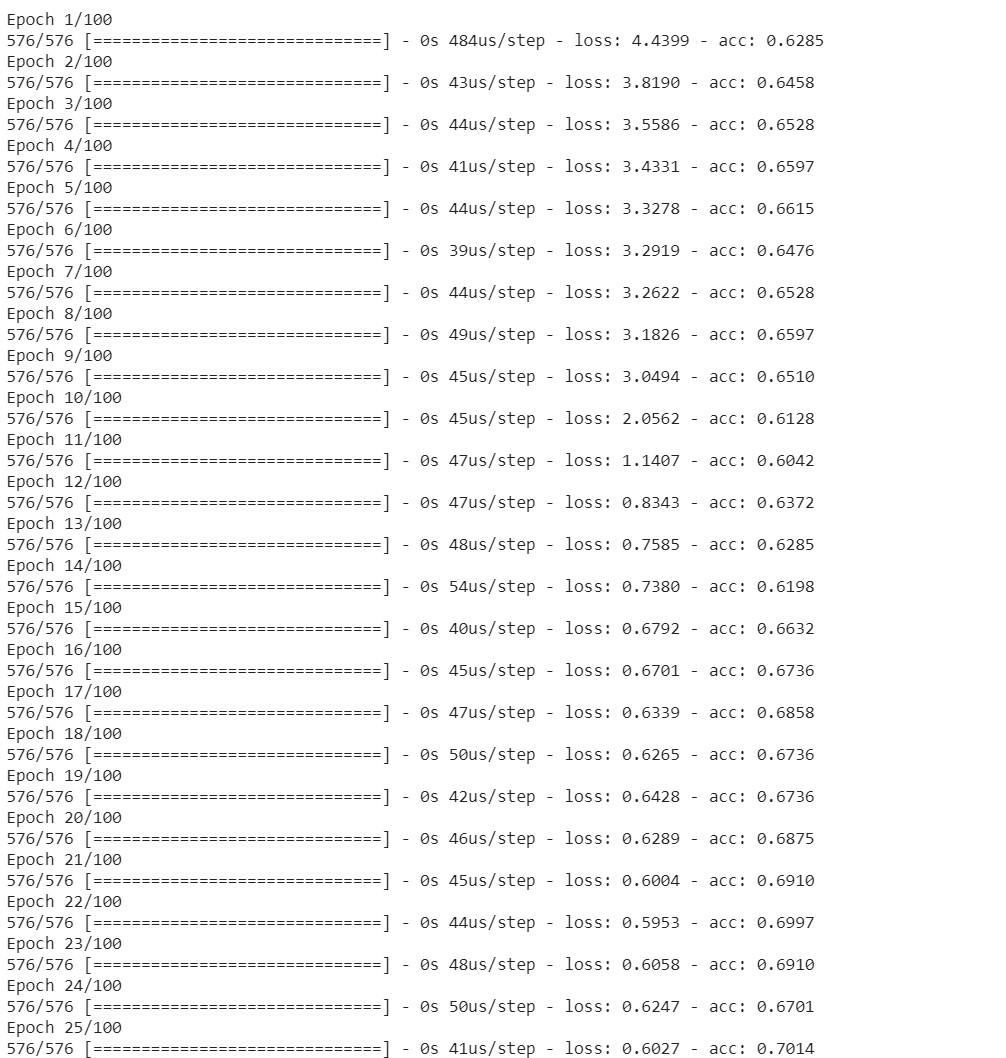 Epoch 1/100
576/576 [==============================] - 0s 484us/step - loss: 4.4399 - acc: 0.6285
Epoch 2/100
576/576 [==============================] - 0s 43us/step - loss: 3.8190 - acc: 0.6458
Epoch 3/100
576/576 [==============================] - 0s 44us/step - loss: 3.5586 - acc: 0.6528
Epoch 4/100
576/576 [==============================] - 0s 41us/step - loss: 3.4331 - acc: 0.6597
Epoch 5/100
576/576 [==============================] - 0s 44us/step - loss: 3.3278 - acc: 0.6615
Epoch 6/100
576/576 [==============================] - 0s 39us/step - loss: 3.2919 - acc: 0.6476
Epoch 7/100
576/576 [==============================] - 0s 44us/step - loss: 3.2622 - acc: 0.6528
Epoch 8/100
576/576 [==============================] - 0s 49us/step - loss: 3.1826 - acc: 0.6597
Epoch 9/100
576/576 [==============================] - 0s 45us/step - loss: 3.0494 - acc: 0.6510
Epoch 10/100
576/576 [==============================] - 0s 45us/step - loss: 2.0562 - acc: 0.6128
Epoch 11/100
576/576 [==============================] - 0s 47us/step - loss: 1.1407 - acc: 0.6042
Epoch 12/100
576/576 [==============================] - 0s 47us/step - loss: 0.8343 - acc: 0.6372
Epoch 13/100
576/576 [==============================] - 0s 48us/step - loss: 0.7585 - acc: 0.6285
Epoch 14/100
576/576 [==============================] - 0s 54us/step - loss: 0.7380 - acc: 0.6198
Epoch 15/100
576/576 [==============================] - 0s 40us/step - loss: 0.6792 - acc: 0.6632
Epoch 16/100
576/576 [==============================] - 0s 45us/step - loss: 0.6701 - acc: 0.6736
Epoch 17/100
576/576 [==============================] - 0s 47us/step - loss: 0.6339 - acc: 0.6858
Epoch 18/100
576/576 [==============================] - 0s 50us/step - loss: 0.6265 - acc: 0.6736
Epoch 19/100
576/576 [==============================] - 0s 42us/step - loss: 0.6428 - acc: 0.6736
Epoch 20/100
576/576 [==============================] - 0s 46us/step - loss: 0.6289 - acc: 0.6875
Epoch 21/100
576/576 [==============================] - 0s 45us/step - loss: 0.6004 - acc: 0.6910
Epoch 22/100
576/576 [==============================] - 0s 44us/step - loss: 0.5953 - acc: 0.6997
Epoch 23/100
576/576 [==============================] - 0s 48us/step - loss: 0.6058 - acc: 0.6910
Epoch 24/100
576/576 [==============================] - 0s 50us/step - loss: 0.6247 - acc: 0.6701
Epoch 25/100
576/576 [==============================] - 0s 41us/step - loss: 0.6027 - acc: 0.7014